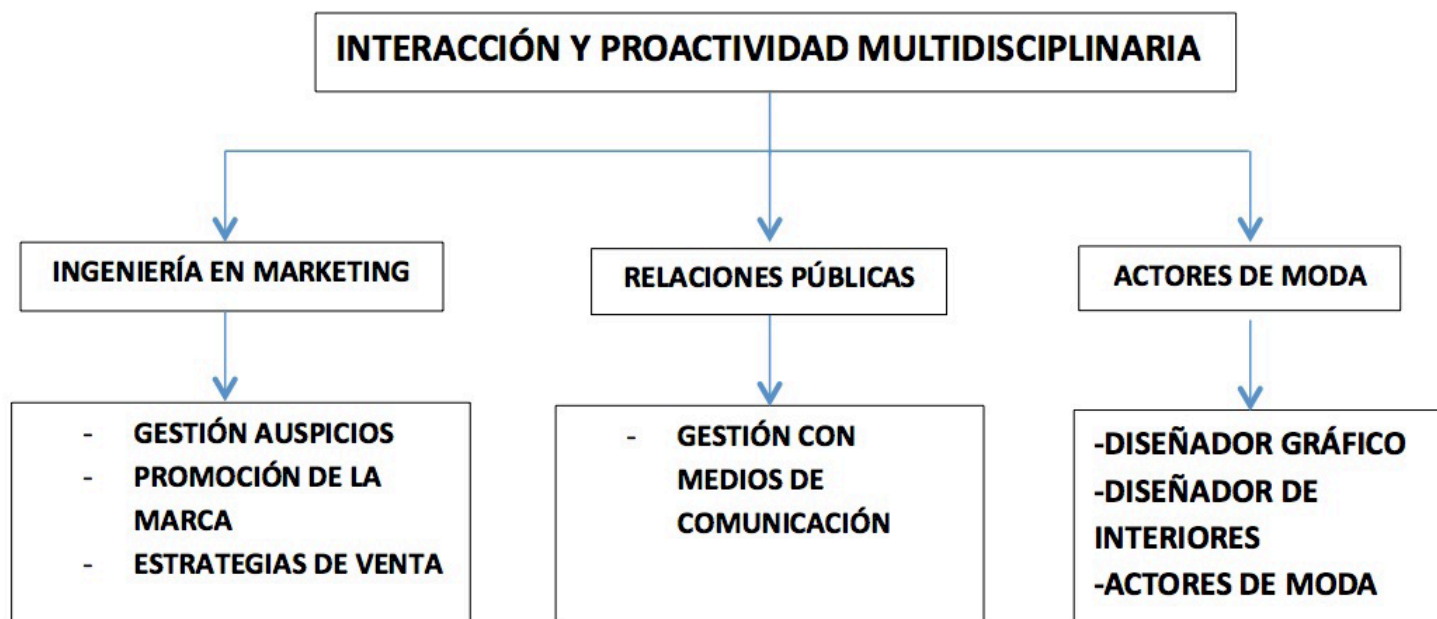 INTERACCIÓN Y PROACTIVIDAD MULTIDISCIPLINARIA
INGENIERÍA EN MARKETING
RELACIONES PÚBLICAS
ACTORES DE MODA
- GESTIÓN AUSPICIOS
- PROMOCIÓN DE LA
MARCA
- ESTRATEGIAS DE VENTA
- GESTIÓN CON
MEDIOS DE
COMUNICACIÓN
-DISEÑADOR GRÁFICO
-DISEÑADOR DE
INTERIORES
-ACTORES DE MODA